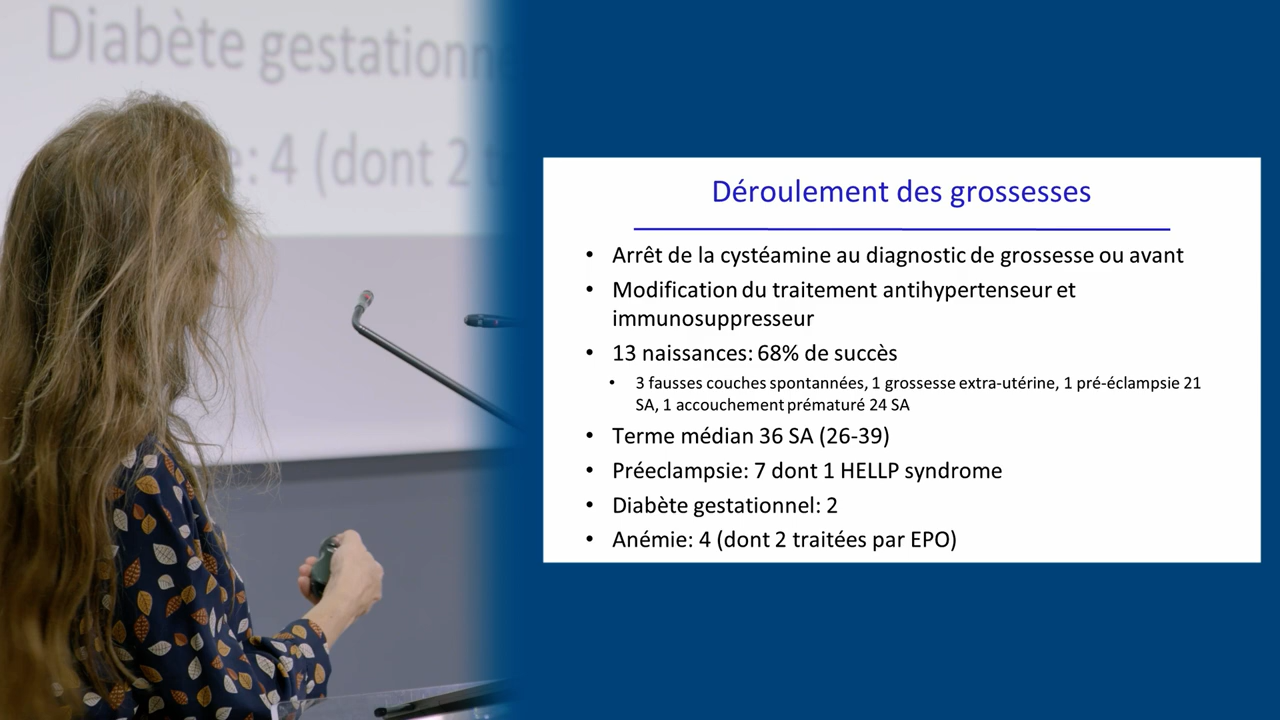 Diabète gestationn
e: 4 (dont 2 t
Déroulement des grossesses
• Arrêt de la cystéamine au diagnostic de grossesse ou avant
• Modification du traitement antihypertenseur et
immunosuppresseur
• 13 naissances: 68% de succès
• 3 fausses couches spontannées, 1 grossesse extra-utérine, 1 pré-éclampsie 21
SA, 1 accouchement prématuré 24 SA
• Terme médian 36 SA (26-39)
• Préeclampsie: 7 dont 1 HELLP syndrome
• Diabète gestationnel: 2
• Anémie: 4 (dont 2 traitées par EPO)